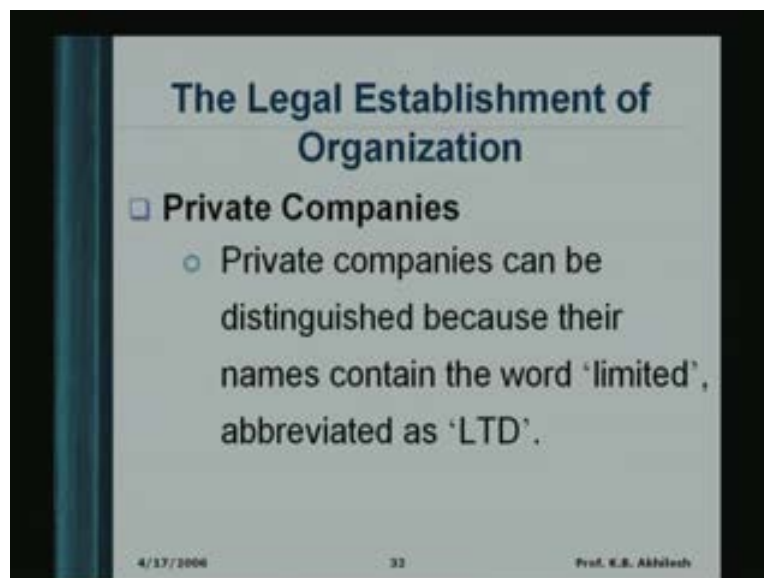 The Legal Establishment of
Organization
Private Companies
Private companies can be
distinguished because their
names contain the word ‘limited’,
abbreviated as ‘LTD’.
4/17/2006 32 Prof. K.B. Akhilesh